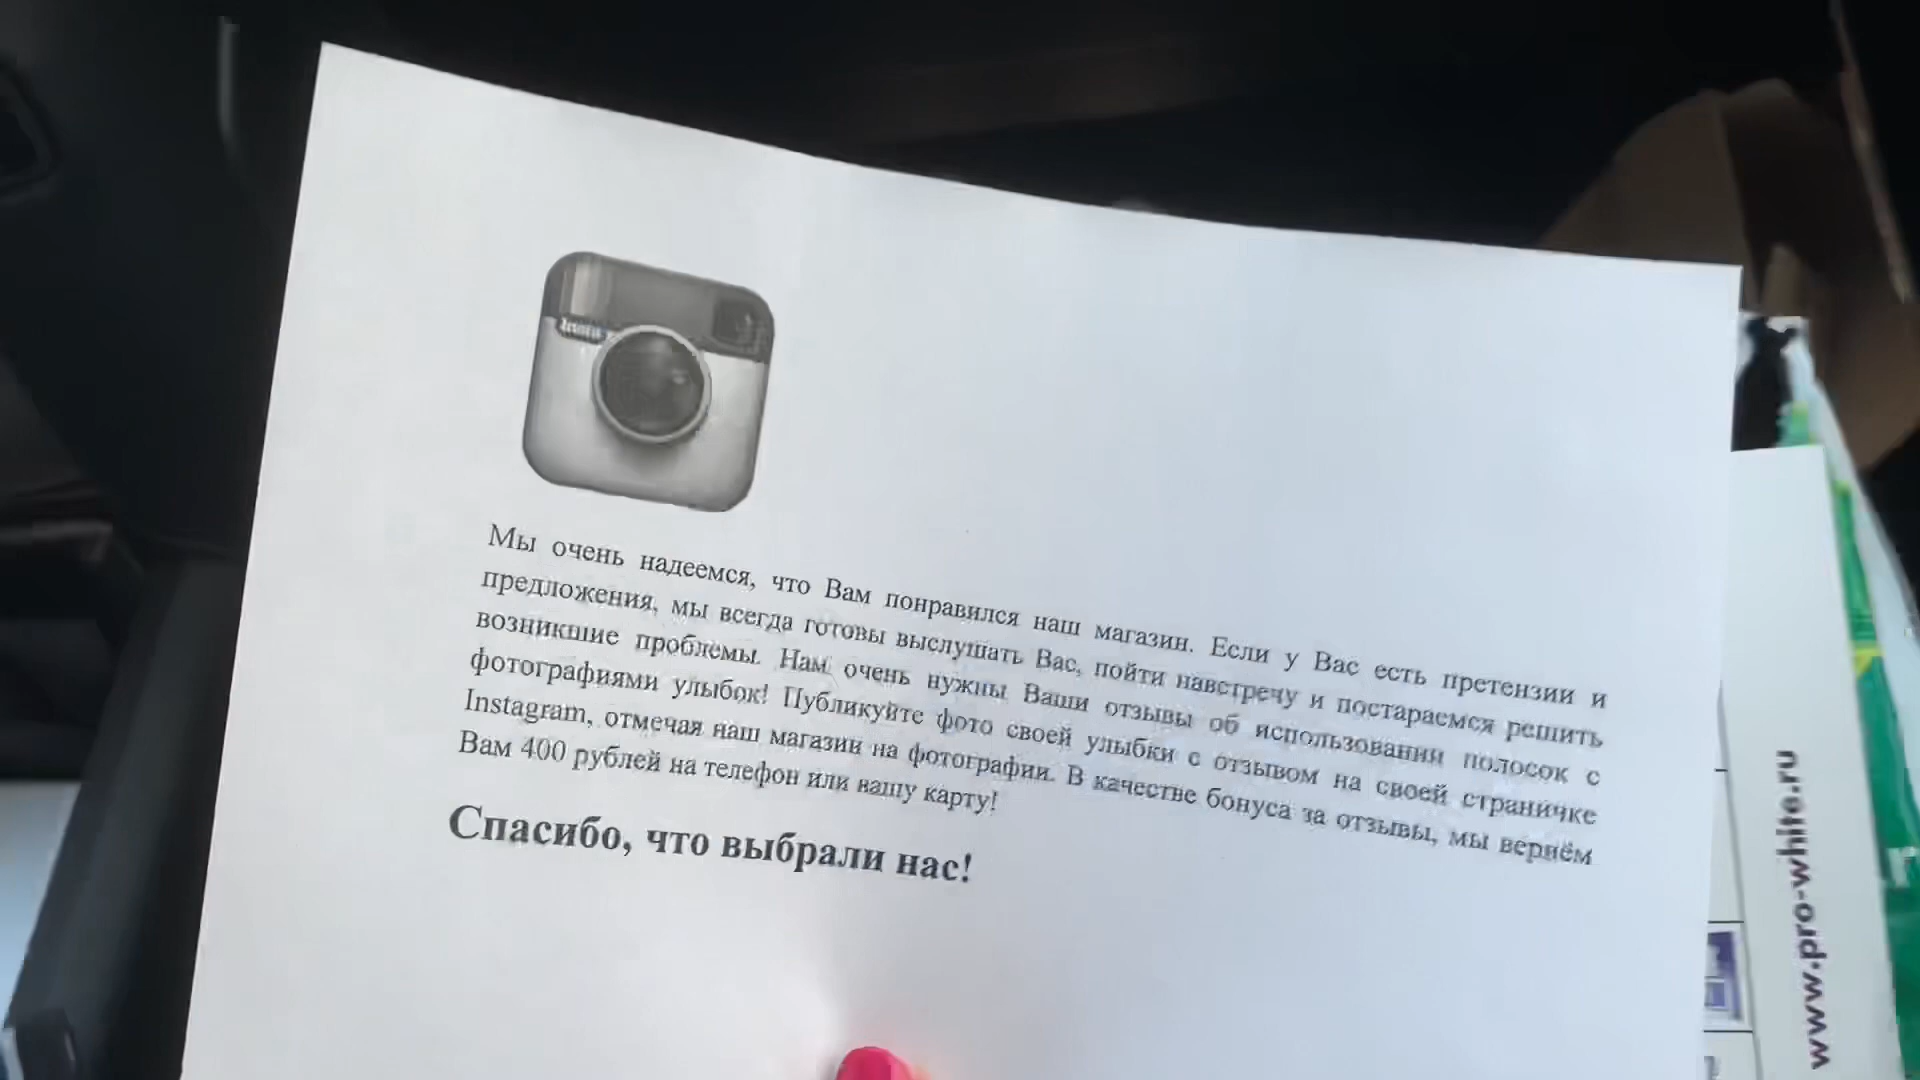 Мы очень надеемся, что Вам понравился наш магазин. Если у Вас есть претензии и
предложения, мы всегда готовы выслушать Вас, пойти навстречу и постараемся решить
возникшие проблемы. Нам очень нужны Ваши отзывы об использовании полосок с
фотографиями улыбок! Публикуйте фото своей улыбки с отзывом на своей страничке
Instagram, отмечая наш магазин на фотографии. В качестве бонуса за отзывы, мы вернём
Вам 400 рублей на телефон или вашу карту!
Спасибо, что выбрали нас!
www.pro-white.ru